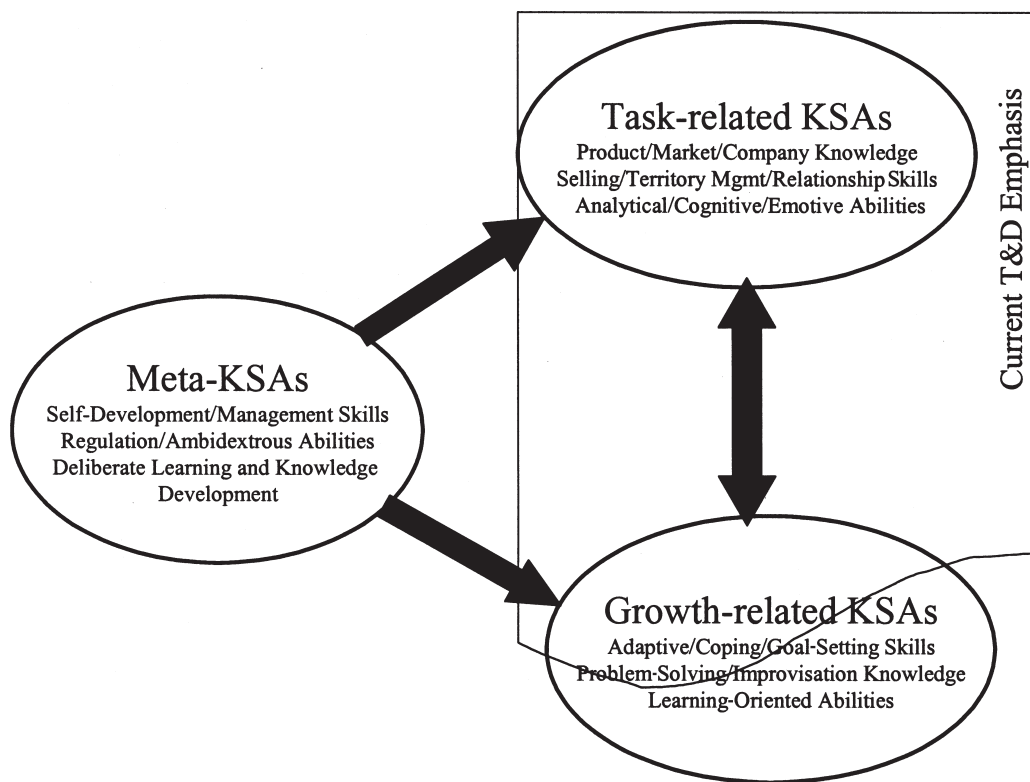 Task-related KSAs
Product/Market/Company Knowledge
Selling/Territory Mgmt/Relationship Skills
Analytical/Cognitive/Emotive Abilities
Current T&D Emphasis
Meta-KSAs
Self-Development/Management Skills
Regulation/Ambidextrous Abilities
Deliberate Learning and Knowledge
Development
Growth-related KSAs
Adaptive/Coping/Goal-Setting Skills
Problem-Solving/Improvisation Knowledge
Learning-Oriented Abilities